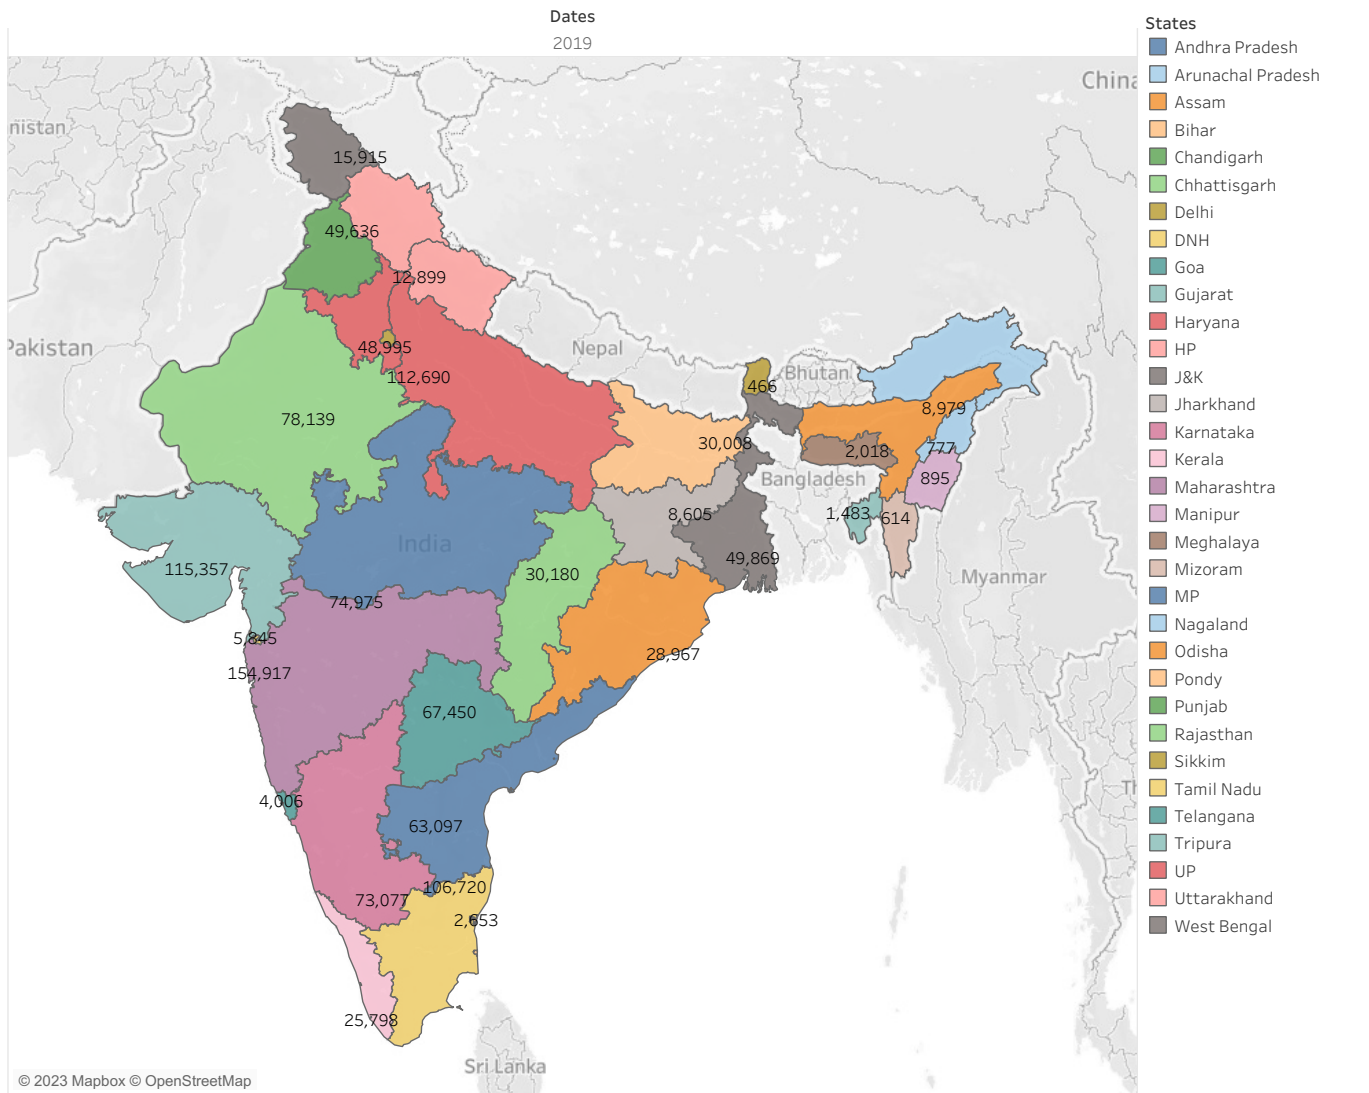 Dates
2019
States
Andhra Pradesh
Arunachal Pradesh
Assam
Bihar
Chandigarh
Chhattisgarh
Delhi
DNH
Goa
Gujarat
Haryana
HP
J&K
Jharkhand
Karnataka
Kerala
Maharashtra
Manipur
Meghalaya
Mizoram
MP
Nagaland
Odisha
Pondy
Punjab
Rajasthan
Sikkim
Tamil Nadu
Telangana
Tripura
UP
Uttarakhand
West Bengal
China
nistan
15,915
49,636
12,899
Pakistan
48,995
Nepal
112,690
Bhutan
466
78,139
8,979
30,008
777
2,018
895
Bangladesh
8,605
1,483
614
India
49,869
115,357
30,180
Myanmar
74,975
5,845
28,967
154,917
67,450
Th
4,006
63,097
106,720
73,077
2,653
25,798
Sri Lanka
© 2023 Mapbox © OpenStreetMap